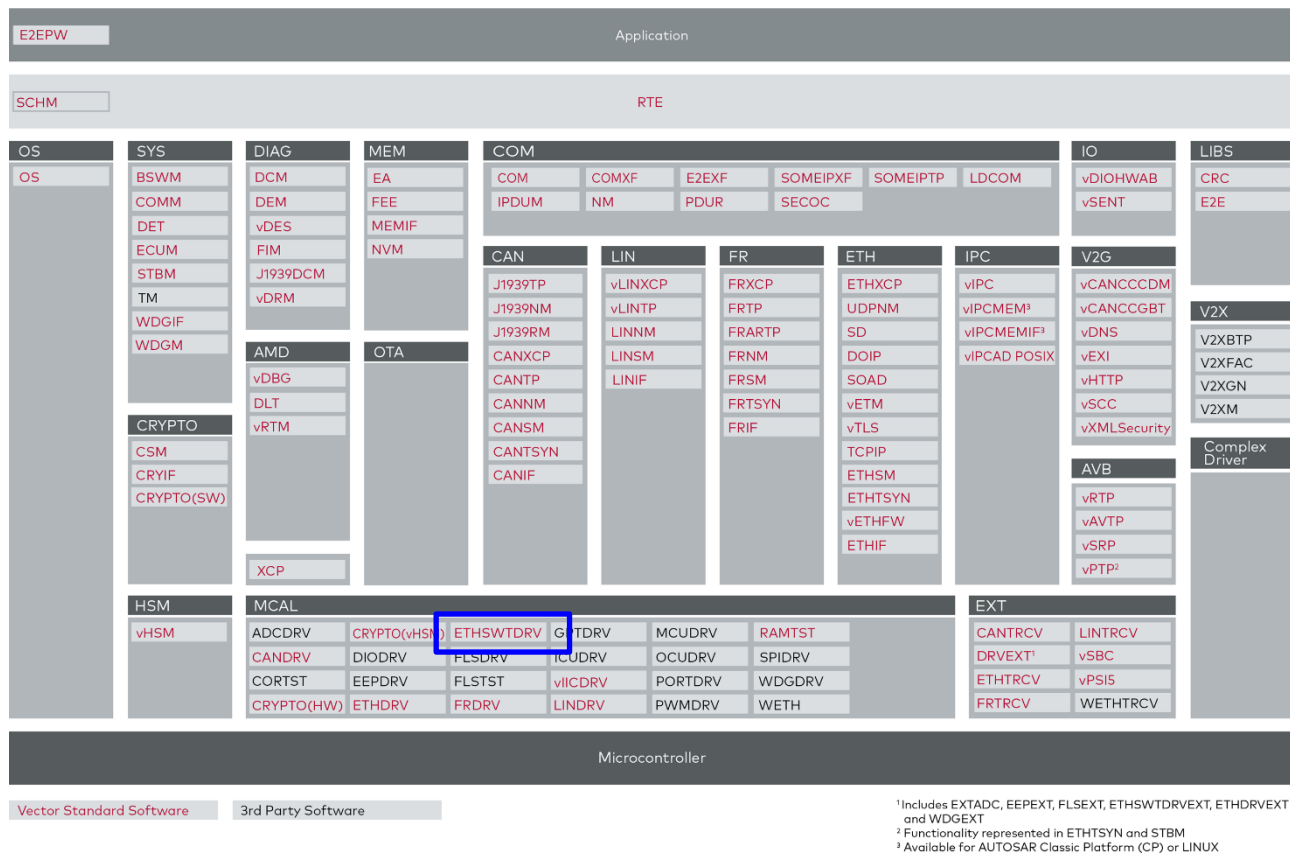 E2EPW
Application
SCHM
RTE
OS
OS
SYS
BSWM
COMM
DET
ECUM
STBM
TM
WDGIF
WDGM
CRYPTO
CSM
CRYIF
CRYPTO(SW)
HSM
vHSM
DIAG
DCM
DEM
vDES
FIM
J1939DCM
vDRM
AMD
vDBG
DLT
vRTM
XCP
MEM
EA
FEE
MEMIF
NVM
OTA
COM
COM COMXF E2EXF SOMEIPXF SOMEIPTP LDCOM
IPDUM NM PDUR SECOC
CAN
J1939TP
J1939NM
J1939RM
CANXCP
CANTP
CANNM
CANSM
CANTSYN
CANIF
LIN
vLINXCP
vLINTP
LINNM
LINSM
LINIF
FR
FRXCP
FRTP
FRARTP
FRNM
FRSM
FRTSYN
FRIF
ETH
ETHXCP
UDPNM
SD
DOIP
SOAD
vETM
vTLS
TCPIP
ETHSM
ETHTSYN
vETHFW
ETHIF
IPC
vIPC
vIPCMEM³
vIPCMEMIF³
vIPCAD POSIX
IO
vDIOHWAB
vSENT
V2G
vCANCCCDM
vCANCCGBT
vDNS
vEXI
vHTTP
vSCC
vXMLSecurity
AVB
vRTP
vAVTP
vSRP
vPTP²
LIBS
CRC
E2E
V2X
V2XBTP
V2XFAC
V2XGN
V2XM
Complex
Driver
MCAL
ADCDRV CRYPTO(vHSM) ETHSWTDRV GPTDRV MCUDRV RAMTST
CANDRV DIODRV FLSDRV ICUDRV OCUDRV SPIDRV
CORTST EEPDRV FLSTST vIICDRV PORTDRV WDGDRV
CRYPTO(HW) ETHDRV FRDRV LINDRV PWMDRV WETH
EXT
CANTRCV LINTRCV
DRVEXT¹ vSBC
ETHTRCV vPSI5
FRTRCV WETHTRCV
Microcontroller
Vector Standard Software 3rd Party Software
¹ Includes EXTADC, EEPEXT, FLSEXT, ETHSWTDRVEXT, ETHDRVEXT
and WDGEXT
² Functionality represented in ETHTSYN and STBM
³ Available for AUTOSAR Classic Platform (CP) or LINUX